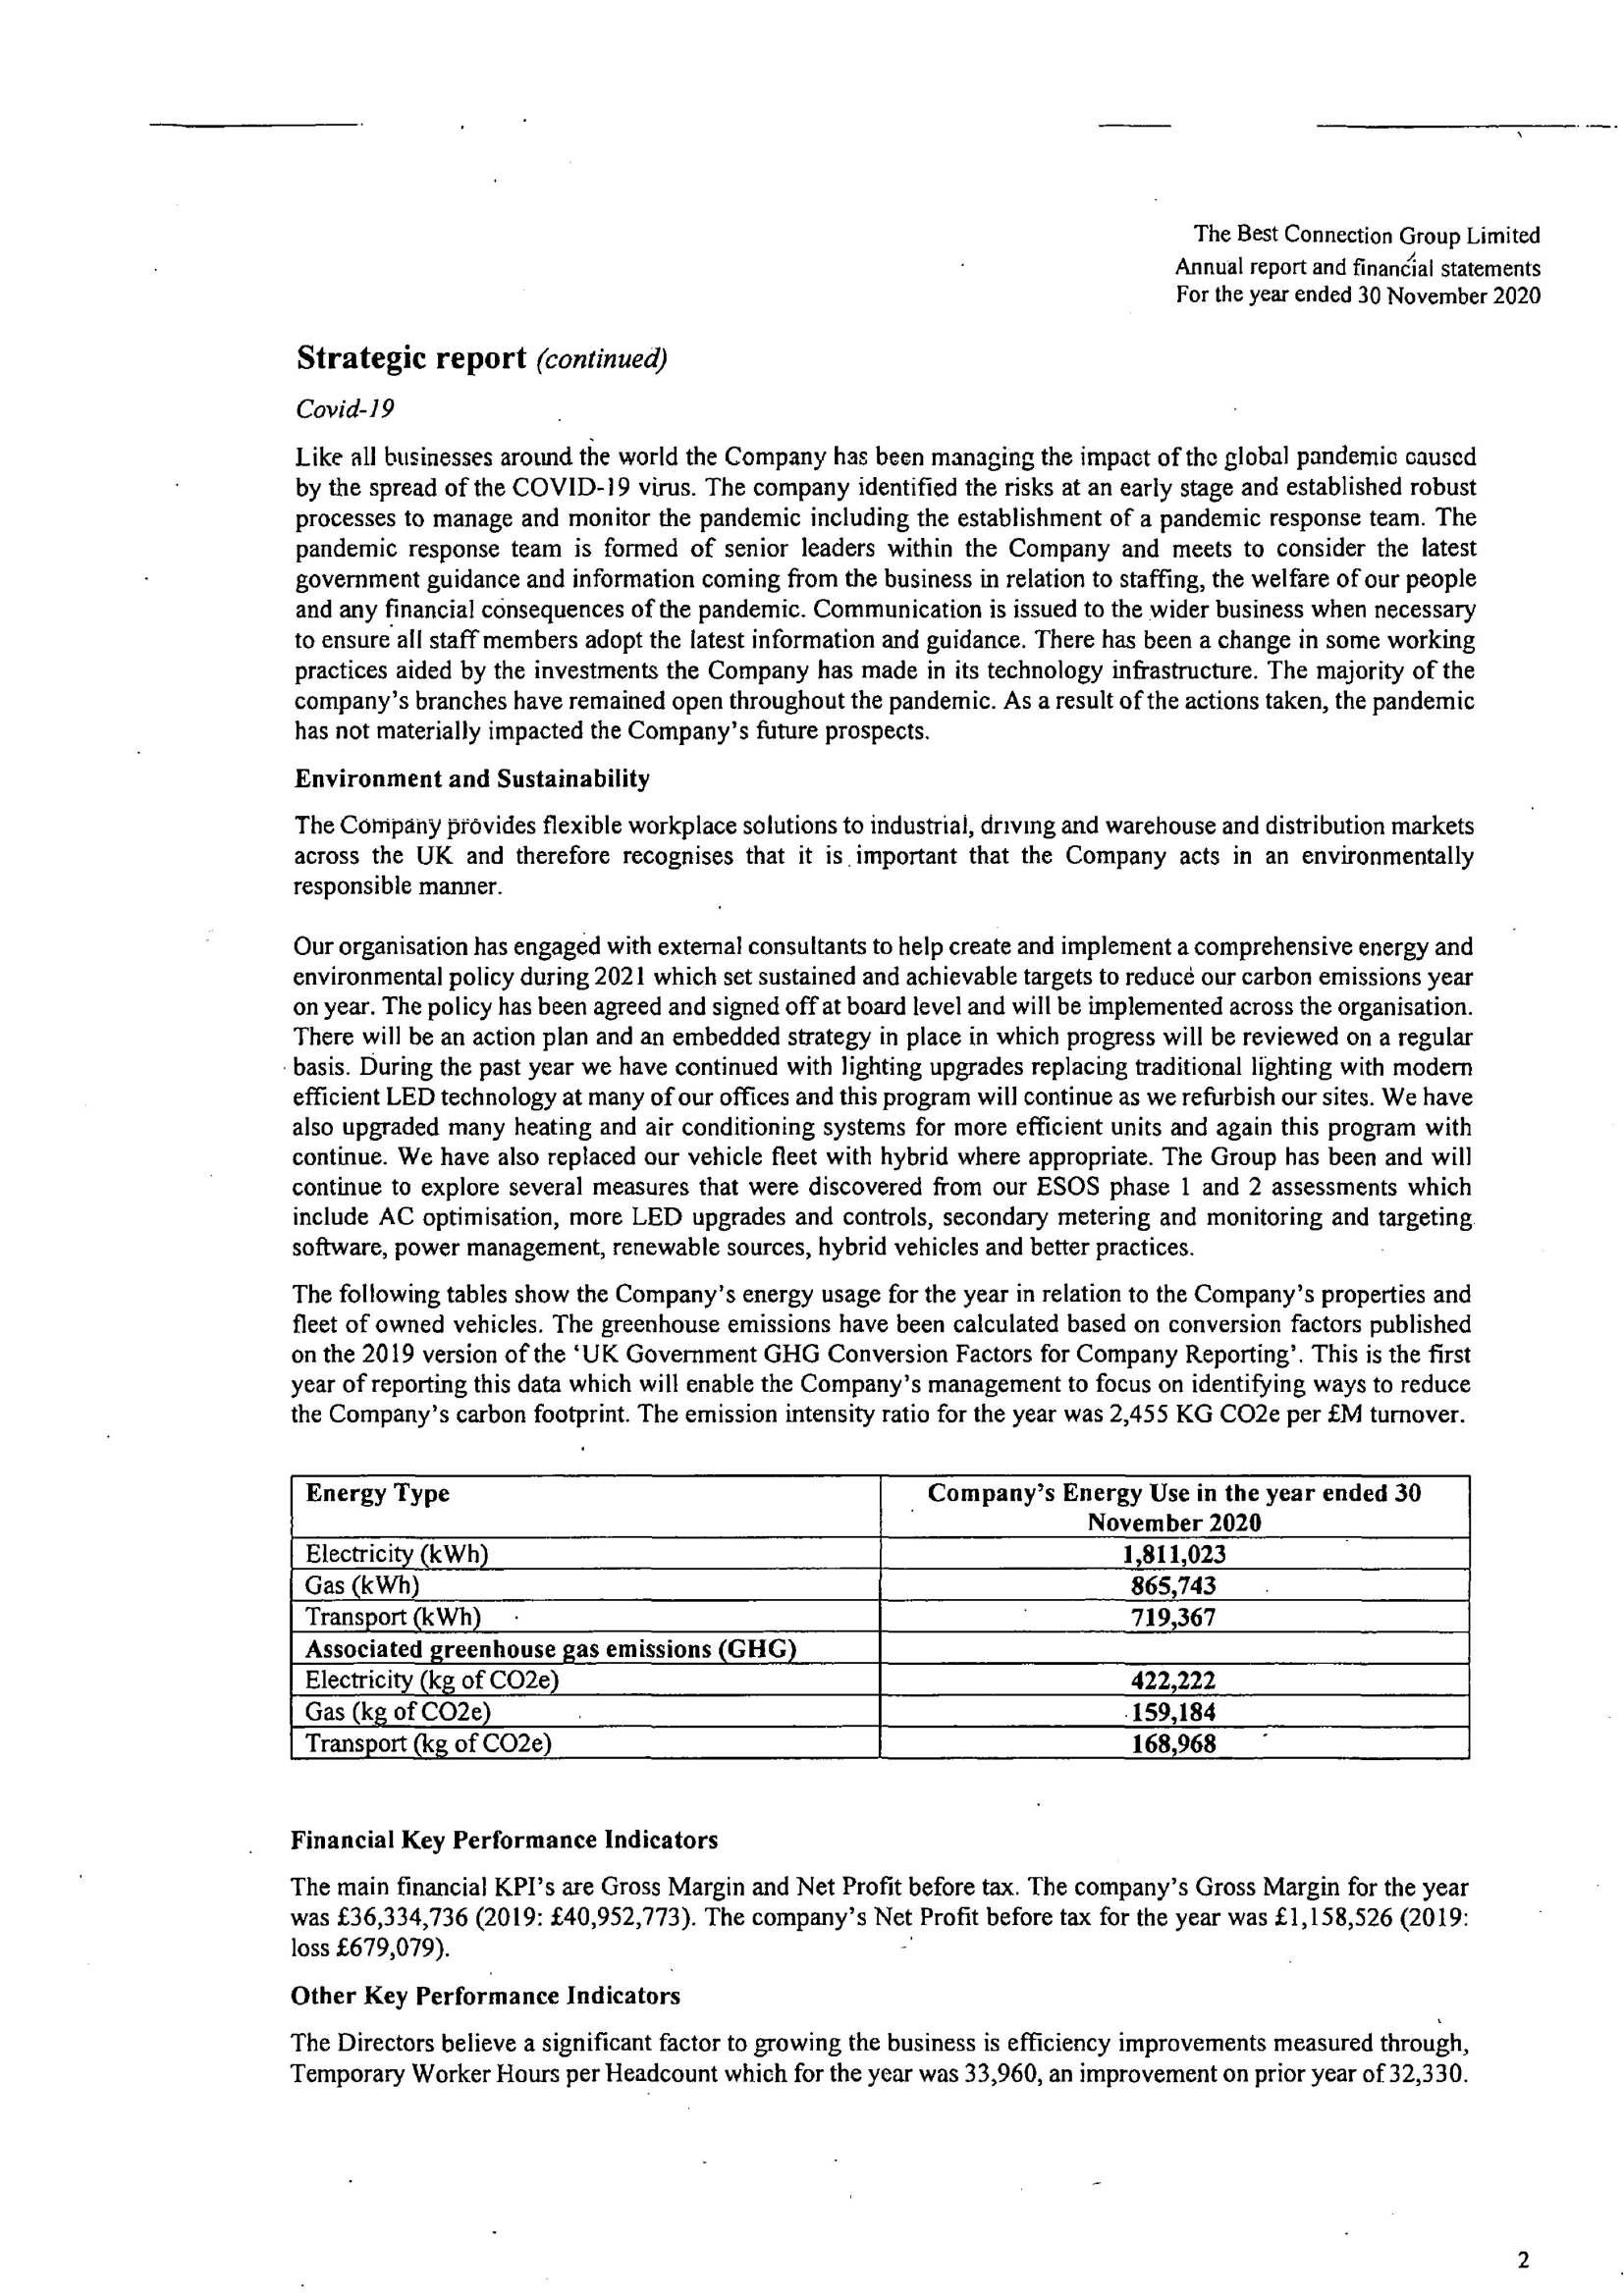 The Best Connection Group Limited
Annual report and financial statements
For the year ended 30 November 2020
Strategic report (continued)
Covid-19
Like all businesses around the world the Company has been managing the impact of the global pandemic caused
by the spread of the COVID-19 virus. The company identified the risks at an early stage and established robust
processes to manage and monitor the pandemic including the establishment of a pandemic response team. The
pandemic response team is formed of senior leaders within the Company and meets to consider the latest
government guidance and information coming from the business in relation to staffing, the welfare of our people
and any financial consequences of the pandemic. Communication is issued to the wider business when necessary
to ensure all staff members adopt the latest information and guidance. There has been a change in some working
practices aided by the investments the Company has made in its technology infrastructure. The majority of the
company's branches have remained open throughout the pandemic. As a result of the actions taken, the pandemic
has not materially impacted the Company's future prospects.
Environment and Sustainability
The Company provides flexible workplace solutions to industrial, driving and warehouse and distribution markets
across the UK and therefore recognises that it is important that the Company acts in an environmentally
responsible manner.
Our organisation has engaged with external consultants to help create and implement a comprehensive energy and
environmental policy during 2021 which set sustained and achievable targets to reduce our carbon emissions year
on year. The policy has been agreed and signed off at board level and will be implemented across the organisation.
There will be an action plan and an embedded strategy in place in which progress will be reviewed on a regular
basis. During the past year we have continued with lighting upgrades replacing traditional lighting with modern
efficient LED technology at many of our offices and this program will continue as we refurbish our sites. We have
also upgraded many heating and air conditioning systems for more efficient units and again this program with
continue. We have also replaced our vehicle fleet with hybrid where appropriate. The Group has been and will
continue to explore several measures that were discovered from our ESOS phase 1 and 2 assessments which
include AC optimisation, more LED upgrades and controls, secondary metering and monitoring and targeting
software, power management, renewable sources, hybrid vehicles and better practices.
The following tables show the Company's energy usage for the year in relation to the Company's properties and
fleet of owned vehicles. The greenhouse emissions have been calculated based on conversion factors published
on the 2019 version of the 'UK Government GHG Conversion Factors for Company Reporting'. This is the first
year of reporting this data which will enable the Company's management to focus on identifying ways to reduce
the Company's carbon footprint. The emission intensity ratio for the year was 2,455 KG CO2e per £M turnover.
Energy Type Company's Energy Use in the year ended 30
November 2020
Electricity (kWh) 1,811,023
Gas (kWh) 865,743
Transport (kWh) 719,367
Associated greenhouse gas emissions (GHG)
Electricity (kg of CO2e) 422,222
Gas (kg of CO2e) 159,184
Transport (kg of CO2e) 168,968
Financial Key Performance Indicators
The main financial KPI's are Gross Margin and Net Profit before tax. The company's Gross Margin for the year
was £36,334,736 (2019: £40,952,773). The company's Net Profit before tax for the year was £1,158,526 (2019:
loss £679,079).
Other Key Performance Indicators
The Directors believe a significant factor to growing the business is efficiency improvements measured through,
Temporary Worker Hours per Headcount which for the year was 33,960, an improvement on prior year of 32,330.
2